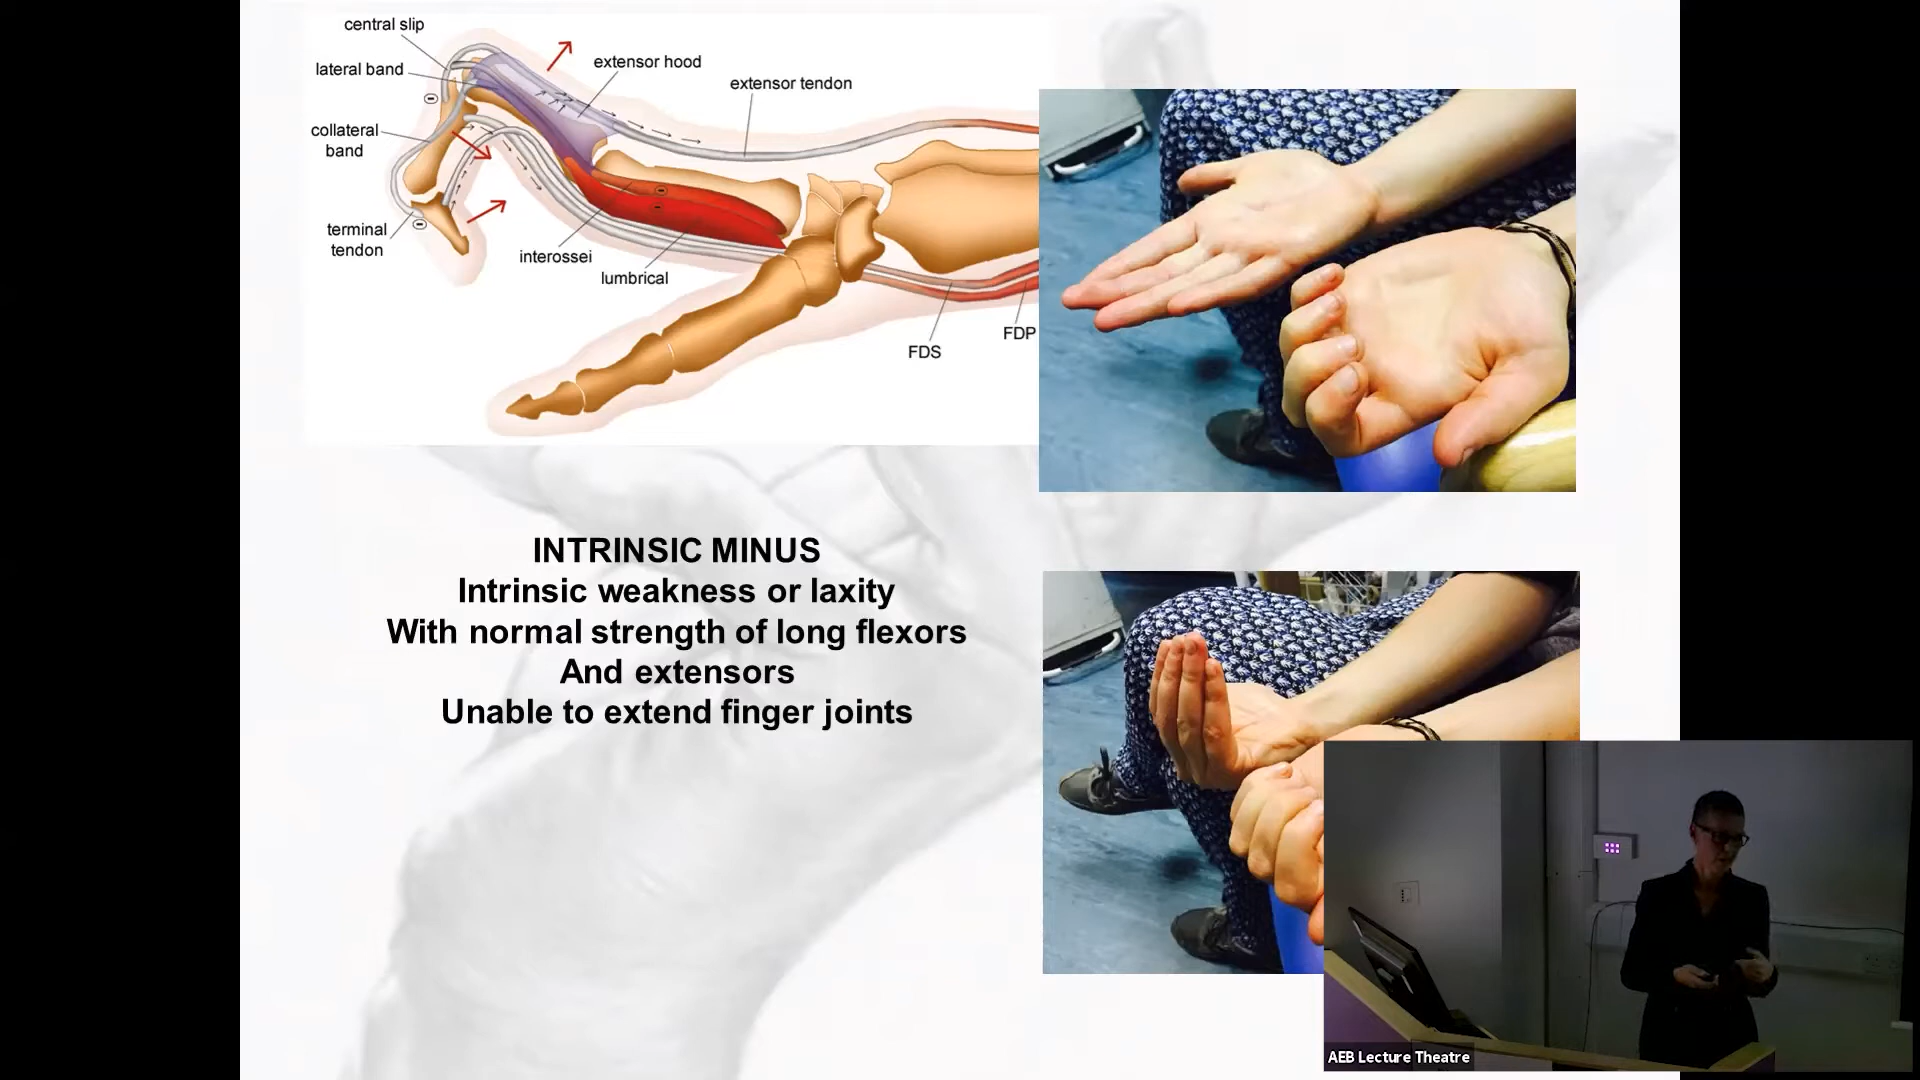 central slip
lateral band
extensor hood
extensor tendon
collateral
band
terminal
tendon
interossei
lumbrical
FDS
FDP
INTRINSIC MINUS
Intrinsic weakness or laxity
With normal strength of long flexors
And extensors
Unable to extend finger joints
AEB Lecture Theatre